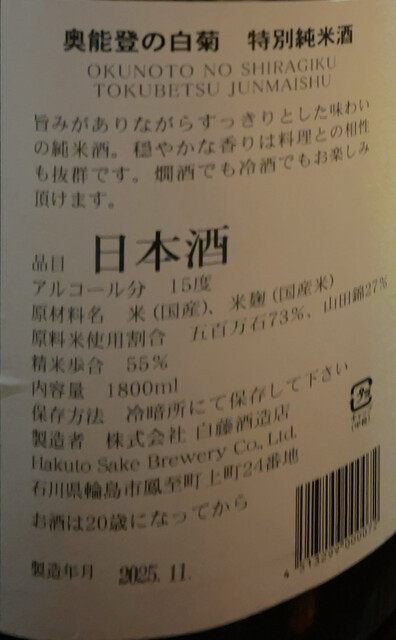 奥能登の白菊　特別純米酒
OKUNOTO NO SHIRAGIKU
TOKUBETSU JUNMAISHU
旨みがありながらすっきりとした味わい
の純米酒。穏やかな香りは料理との相性
も抜群です。燗酒でも冷酒でもお楽しみ
頂けます。
品目　日本酒
アルコール分　15度
原材料名　米（国産）、米麹（国産米）
原料米使用割合　五百万石73%、山田錦27%
精米歩合　55%
内容量　1800ml
保存方法　冷暗所にて保存して下さい
製造者　株式会社 白藤酒造店
Hakuto Sake Brewery Co., Ltd.
石川県輪島市鳳至町上町24番地
お酒は20歳になってから
製造年月　2025. 11.